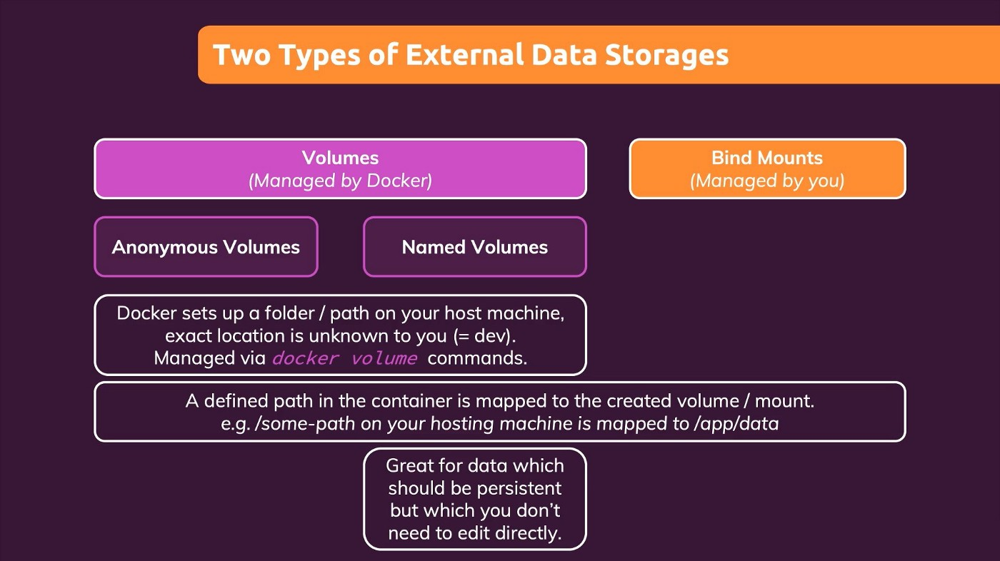 Two Types of External Data Storages
Volumes
(Managed by Docker)
Bind Mounts
(Managed by you)
Anonymous Volumes
Named Volumes
Docker sets up a folder / path on your host machine,
exact location is unknown to you (= dev).
Managed via docker volume commands.
A defined path in the container is mapped to the created volume / mount.
e.g. /some-path on your hosting machine is mapped to /app/data
Great for data which
should be persistent
but which you don’t
need to edit directly.